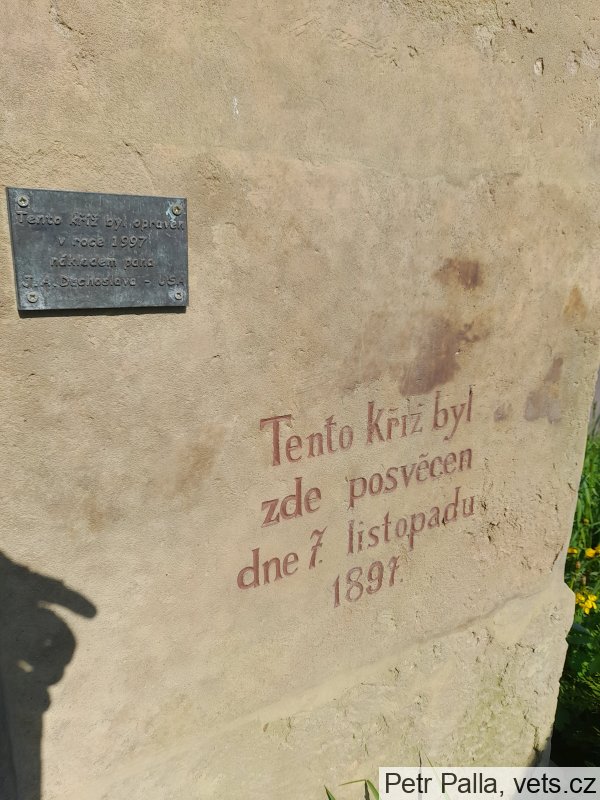 Tento kříž byl opraven
v roce 1997
nákladem pana
J.A. Dechoslava - USA
Tento kříž byl
zde posvěcen
dne 7. listopadu
1897.
Petr Palla, vets.cz